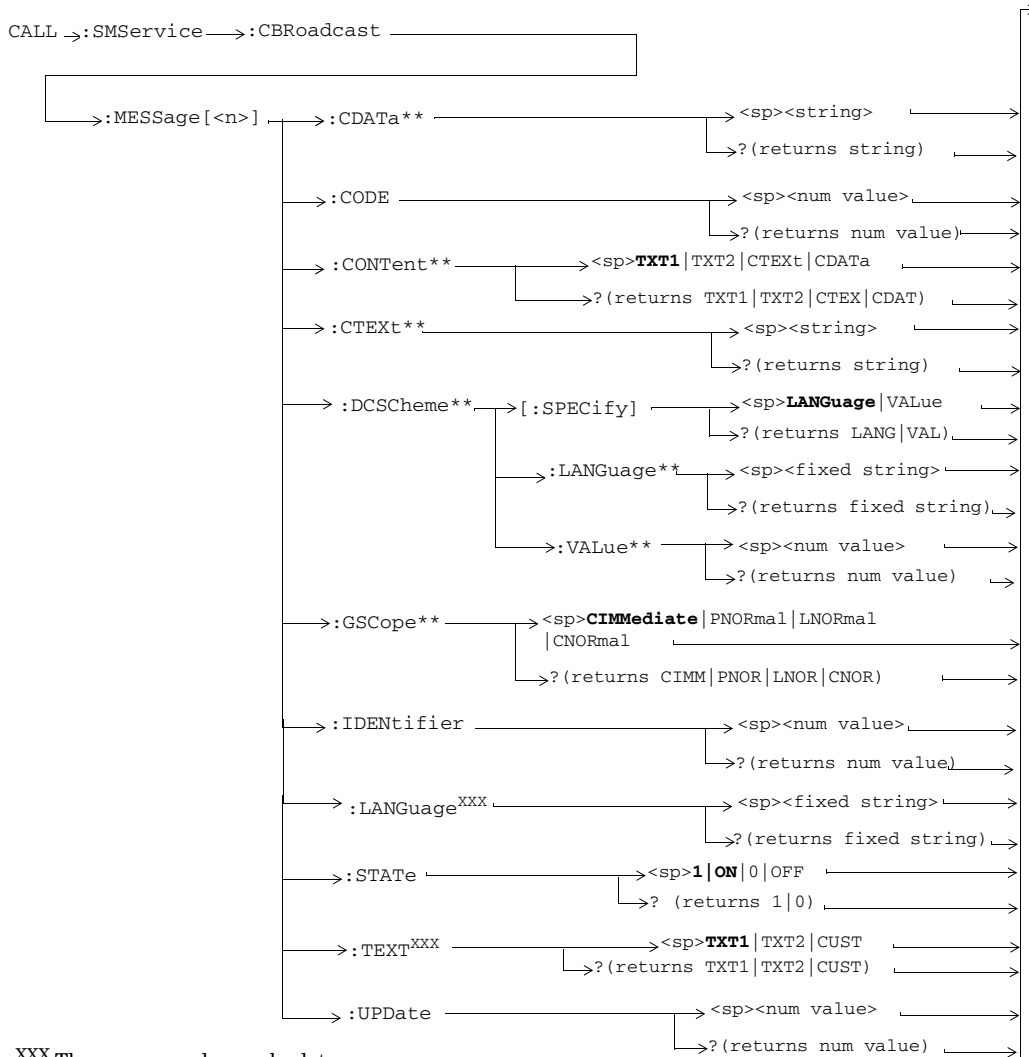 CALL :SMService :CBRoadcast
:MESSage[<n>] :CDATa** <sp><string>
?(returns string)
:CODE <sp><num value>
?(returns num value)
:CONTent** <sp>TXT1|TXT2|CTEXt|CDATa
?(returns TXT1|TXT2|CTEX|CDAT)
:CTEXt** <sp><string>
?(returns string)
:DCSCheme** [:SPECify] <sp>LANGuage|VALue
?(returns LANG|VAL)
:LANGuage** <sp><fixed string>
?(returns fixed string)
:VALue** <sp><num value>
?(returns num value)
:GSCope** <sp>CIMMediate|PNORmal|LNORmal
|CNORmal
?(returns CIMM|PNOR|LNOR|CNOR)
:IDENtifier <sp><num value>
?(returns num value)
:LANGuageXXX <sp><fixed string>
?(returns fixed string)
:STATe <sp>1|ON|0|OFF
? (returns 1|0)
:TEXTXXX <sp>TXT1|TXT2|CUST
?(returns TXT1|TXT2|CUST)
:UPDate <sp><num value>
?(returns num value)
XXX